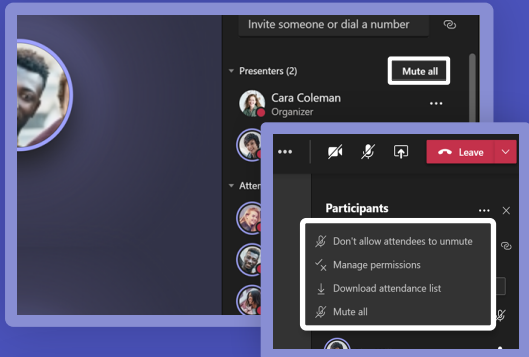 Invite someone or dial a number
Presenters (2)
Mute all
Cara Coleman
Organizer
Atten
Leave
Participants
Don't allow attendees to unmute
Manage permissions
Download attendance list
Mute all